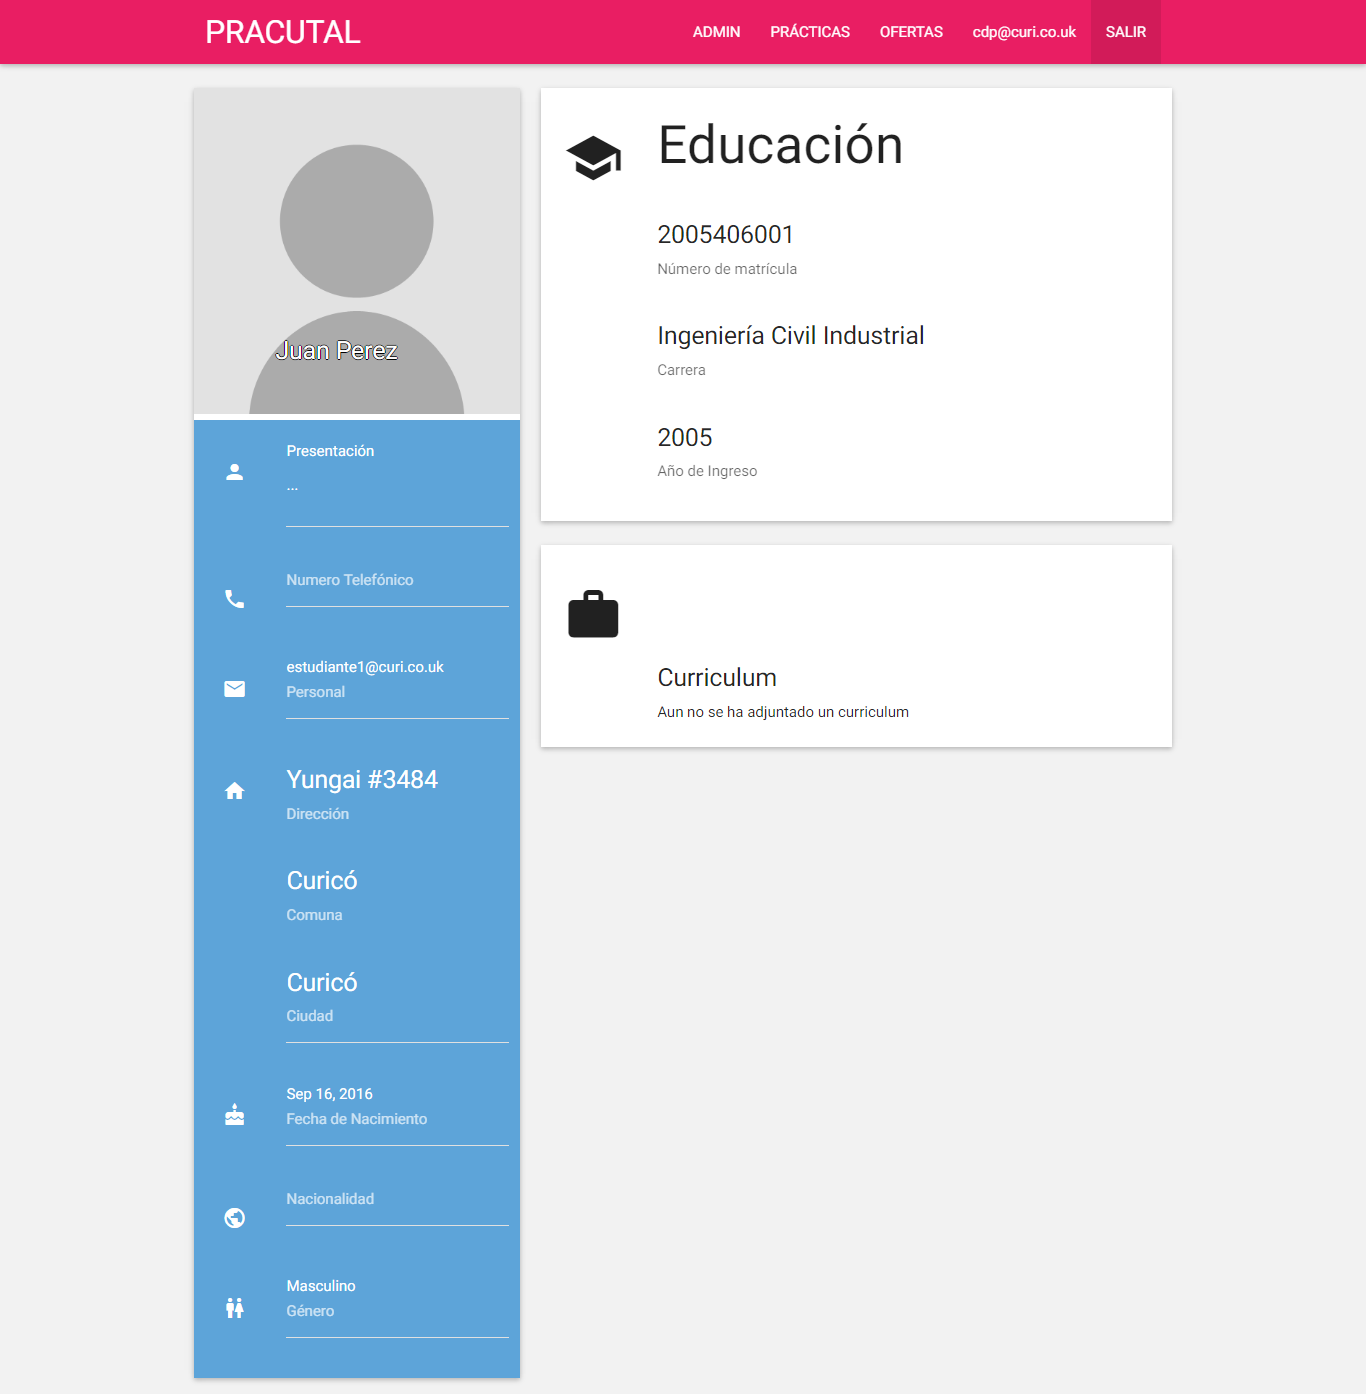 PRACUTAL
ADMIN PRÁCTICAS OFERTAS cdp@curi.co.uk SALIR
Juan Perez
Presentación
...
Numero Telefónico
estudiante1@curi.co.uk
Personal
Yungai #3484
Dirección
Curicó
Comuna
Curicó
Ciudad
Sep 16, 2016
Fecha de Nacimiento
Nacionalidad
Masculino
Género
Educación
2005406001
Número de matrícula
Ingeniería Civil Industrial
Carrera
2005
Año de Ingreso
Curriculum
Aun no se ha adjuntado un curriculum